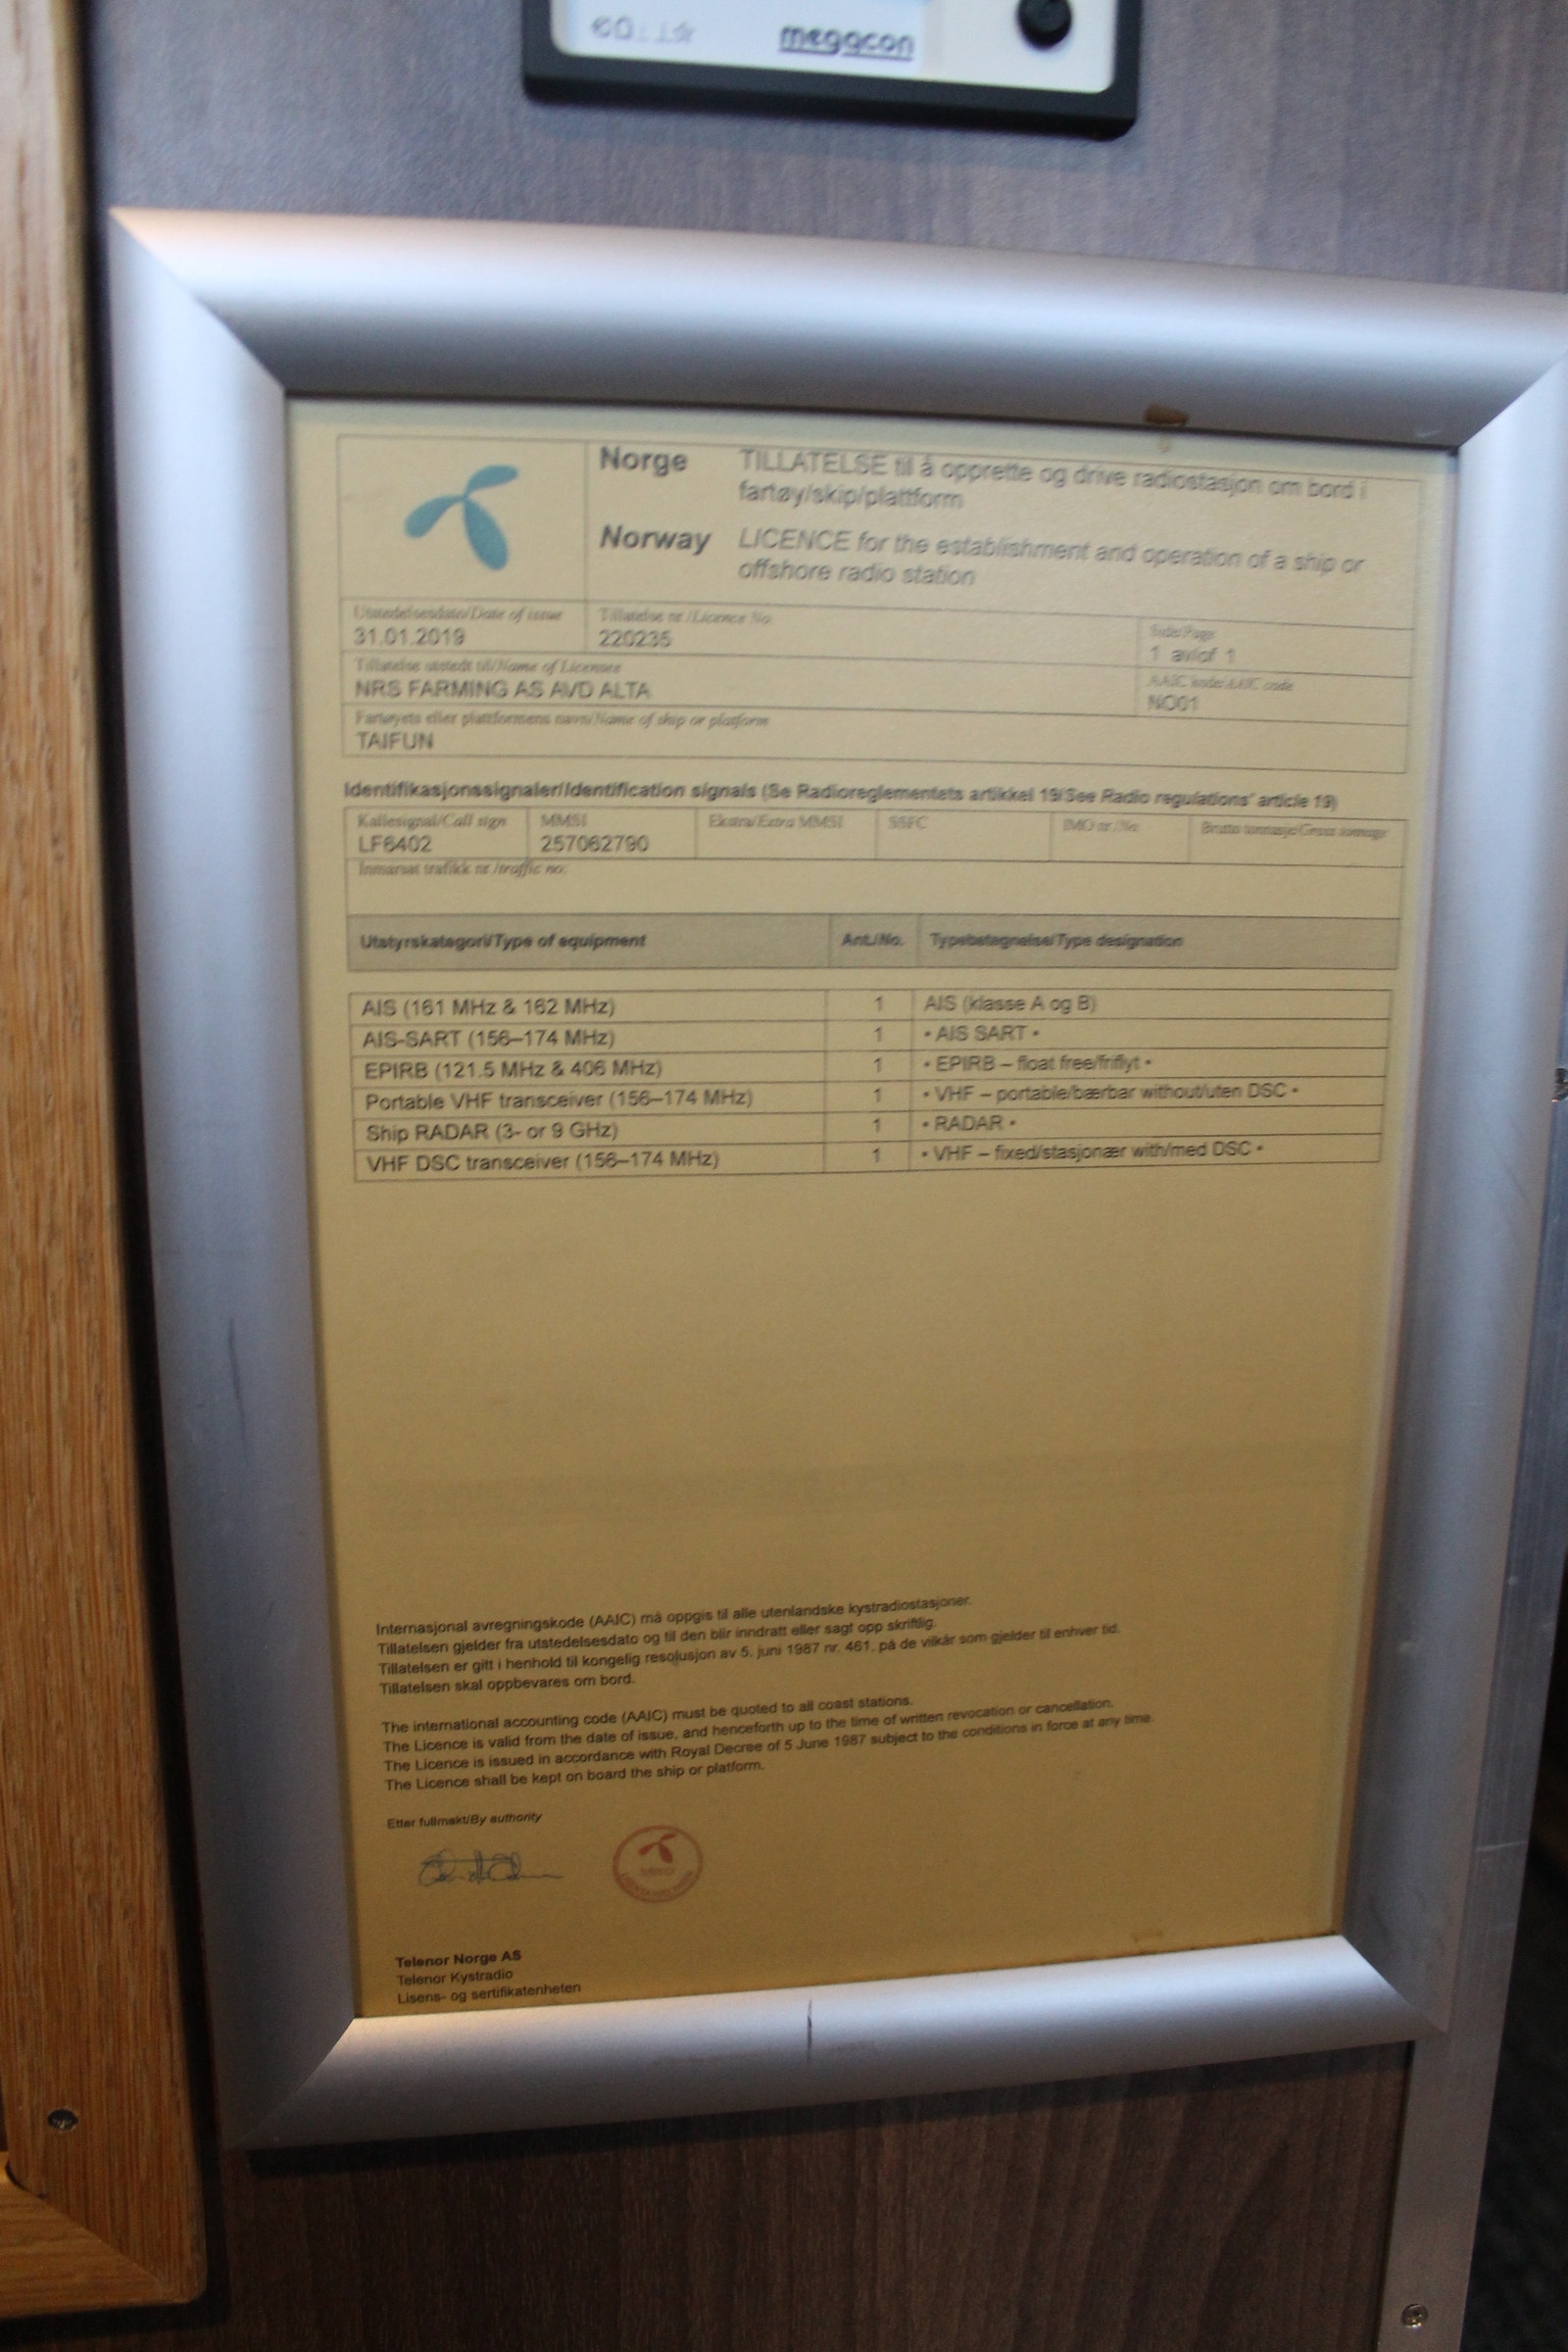 megacon
Norge
TILLATELSE til å opprette og drive radiostasjon om bord i
fartøy/skip/plattform
Norway
LICENCE for the establishment and operation of a ship or
offshore radio station
Utstedelsesdato/Date of issue
31.01.2019
Tillatelse nr./Licence No.
220235
Side/Page
1 av/of 1
Tillatelse utstedt til/Name of Licensee
NRS FARMING AS AVD ALTA
AAIC kode/AAIC code
NO01
Fartøyets eller plattformens navn/Name of ship or platform
TAIFUN
Identifikasjonssignaler/Identification signals (Se Radioreglementets artikkel 19/See Radio regulations' article 19)
Kallesignal/Call sign
LF6402
MMSI
257062790
Ekstra/Extra MMSI
SSFC
IMO nr./No.
Brutto tonnasje/Gross tonnage
Inmarsat trafikk nr./traffic no:
Utstyrskategori/Type of equipment
Ant./No.
Typebetegnelse/Type designation
AIS (161 MHz & 162 MHz) 1 AIS (klasse A og B)
AIS-SART (156–174 MHz) 1 • AIS SART •
EPIRB (121.5 MHz & 406 MHz) 1 • EPIRB – float free/friflyt •
Portable VHF transceiver (156–174 MHz) 1 • VHF – portable/bærbar without/uten DSC •
Ship RADAR (3- or 9 GHz) 1 • RADAR •
VHF DSC transceiver (156–174 MHz) 1 • VHF – fixed/stasjonær with/med DSC •
Internasjonal avregningskode (AAIC) må oppgis til alle utenlandske kystradiostasjoner.
Tillatelsen gjelder fra utstedelsesdato og til den blir inndratt eller sagt opp skriftlig.
Tillatelsen er gitt i henhold til kongelig resolusjon av 5. juni 1987 nr. 461, på de vilkår som gjelder til enhver tid.
Tillatelsen skal oppbevares om bord.
The international accounting code (AAIC) must be quoted to all coast stations.
The Licence is valid from the date of issue, and henceforth up to the time of written revocation or cancellation.
The Licence is issued in accordance with Royal Decree of 5 June 1987 subject to the conditions in force at any time.
The Licence shall be kept on board the ship or platform.
Etter fullmakt/By authority
Telenor Norge AS
Telenor Kystradio
Lisens- og sertifikatenheten